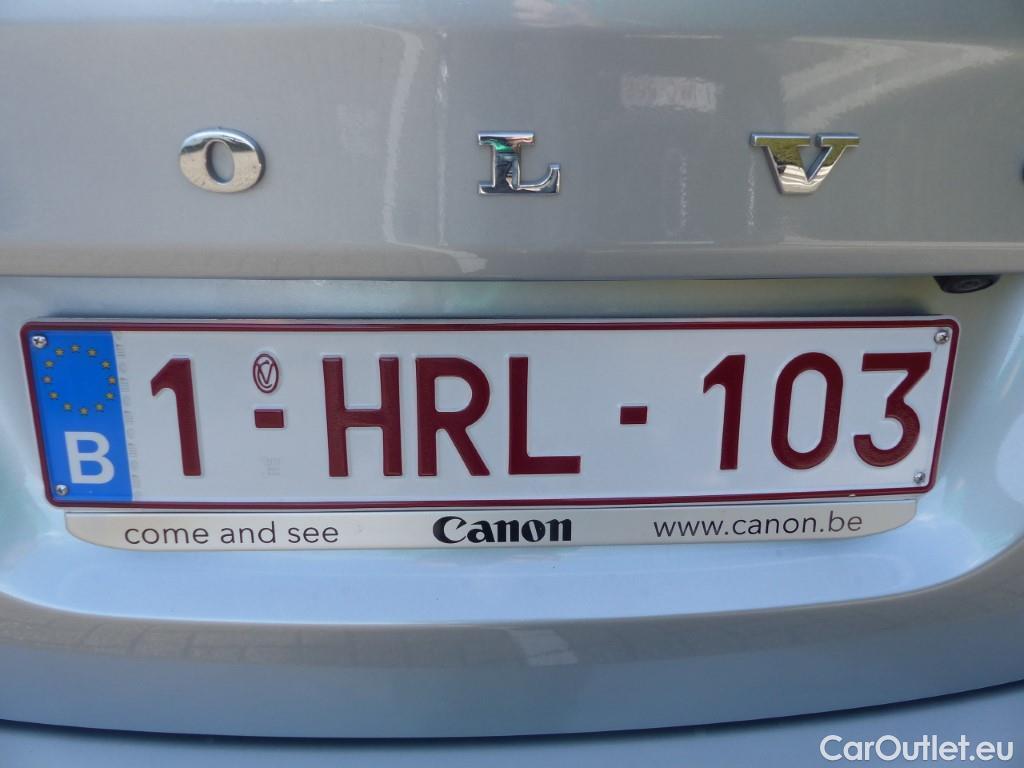 O L V
1-HRL-103
B
come and see Canon www.canon.be
CarOutlet.eu